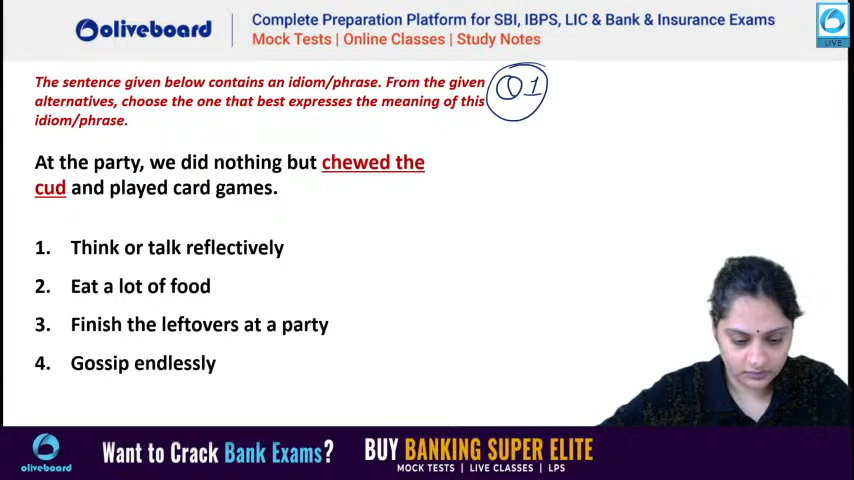 oliveboard
Complete Preparation Platform for SBI, IBPS, LIC & Bank & Insurance Exams
Mock Tests | Online Classes | Study Notes
LIVE
The sentence given below contains an idiom/phrase. From the given
alternatives, choose the one that best expresses the meaning of this
idiom/phrase.
Q1
At the party, we did nothing but chewed the
cud and played card games.
1. Think or talk reflectively
2. Eat a lot of food
3. Finish the leftovers at a party
4. Gossip endlessly
oliveboard
Want to Crack Bank Exams?
BUY BANKING SUPER ELITE
MOCK TESTS | LIVE CLASSES | LPS